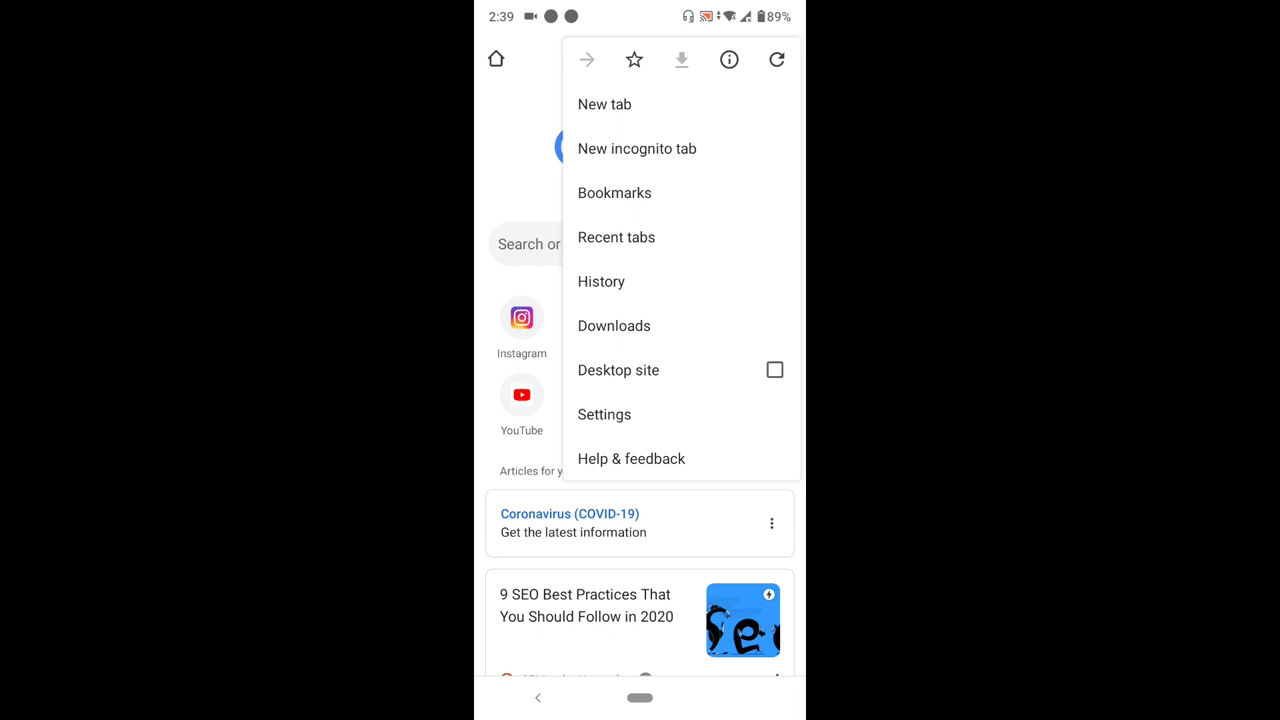 2:39
89%
New tab
New incognito tab
Bookmarks
Search or
Recent tabs
History
Downloads
Instagram
Desktop site
Settings
YouTube
Help & feedback
Articles for y
Coronavirus (COVID-19)
Get the latest information
9 SEO Best Practices That
You Should Follow in 2020